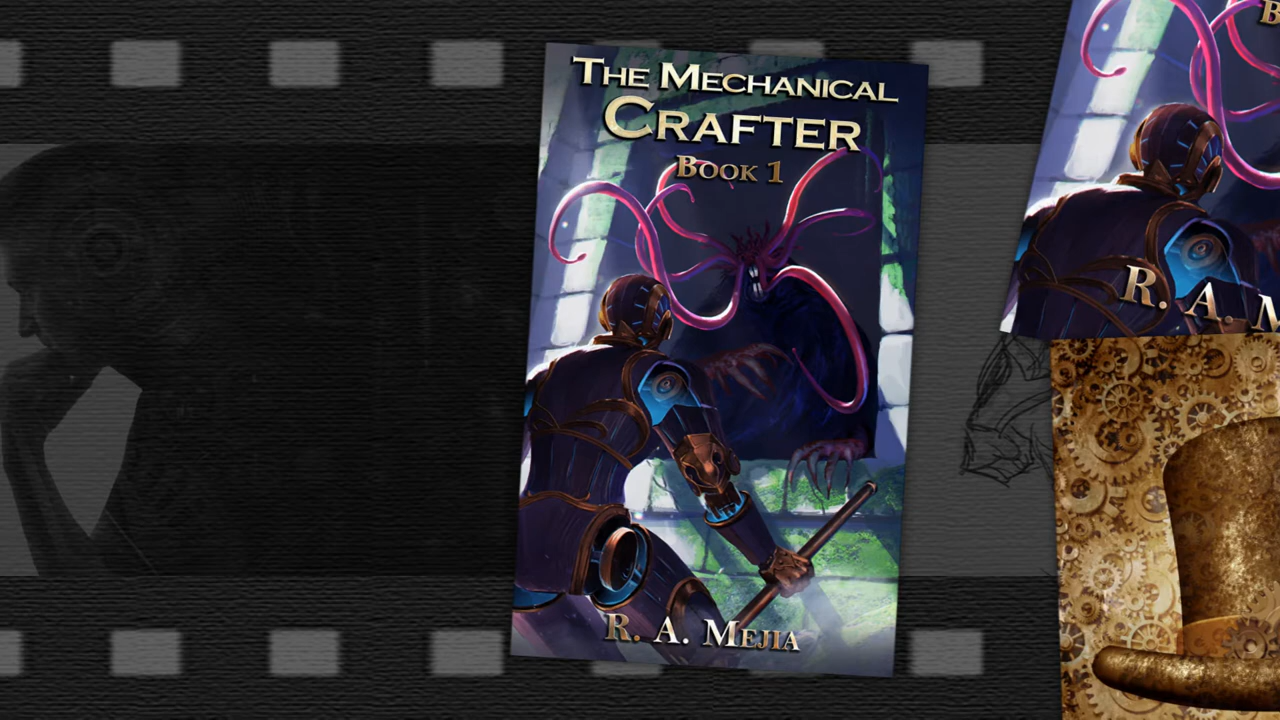 THE MECHANICAL
CRAFTER
BOOK 1
R. A. MEJIA
R. A. M
B